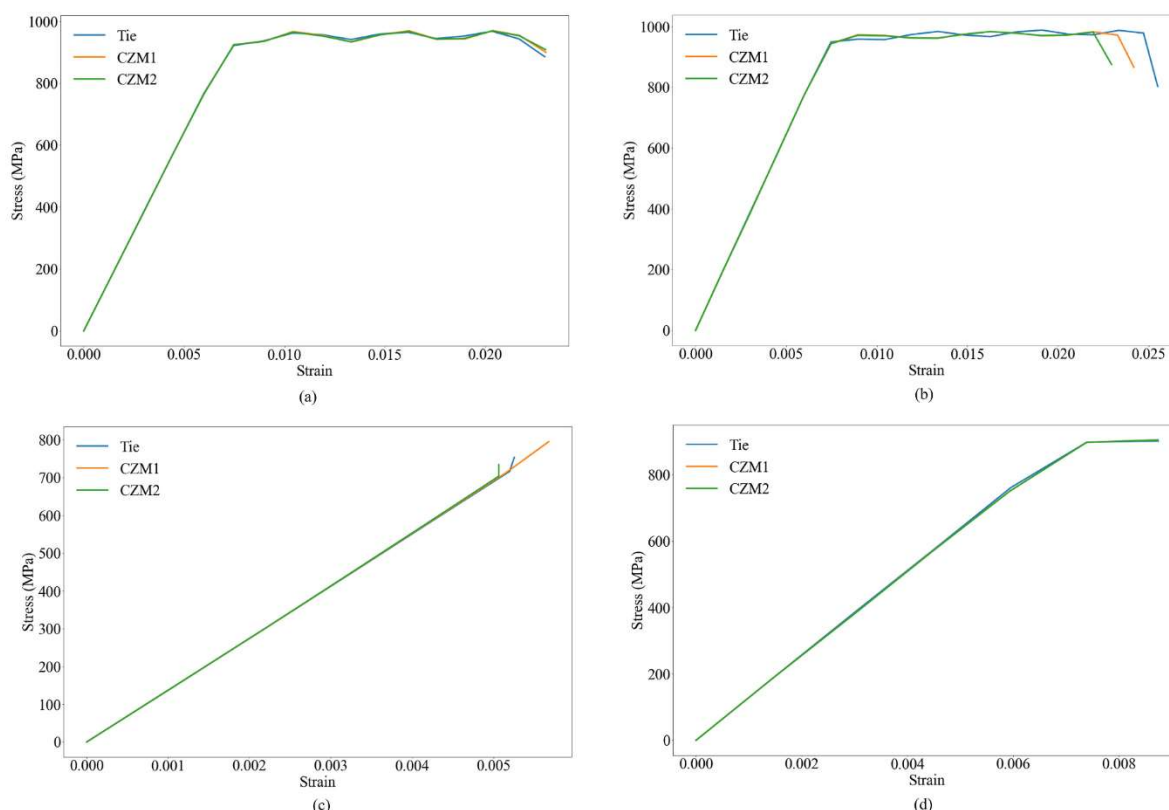 1000
800
600
400
200
0
Stress (MPa)
Tie
CZM1
CZM2
0.000 0.005 0.010 0.015 0.020
Strain
(a)
1000
800
600
400
200
0
Stress (MPa)
Tie
CZM1
CZM2
0.000 0.005 0.010 0.015 0.020 0.025
Strain
(b)
800
700
600
500
400
300
200
100
0
Stress (MPa)
Tie
CZM1
CZM2
0.000 0.001 0.002 0.003 0.004 0.005
Strain
(c)
800
600
400
200
0
Stress (MPa)
Tie
CZM1
CZM2
0.000 0.002 0.004 0.006 0.008
Strain
(d)